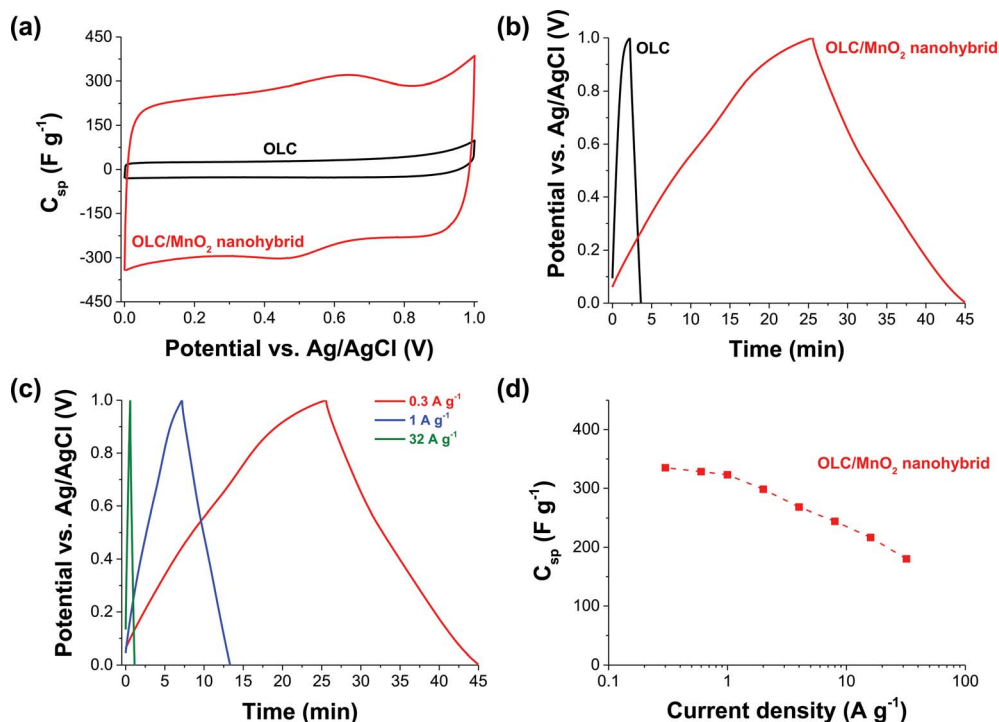 (a)
450
300
150
0
-150
-300
-450
C_sp (F g⁻¹)
OLC
OLC/MnO₂ nanohybrid
0.0 0.2 0.4 0.6 0.8 1.0
Potential vs. Ag/AgCl (V)
(b)
1.0
0.8
0.6
0.4
0.2
0.0
Potential vs. Ag/AgCl (V)
OLC
OLC/MnO₂ nanohybrid
0 5 10 15 20 25 30 35 40 45
Time (min)
(c)
1.0
0.8
0.6
0.4
0.2
0.0
Potential vs. Ag/AgCl (V)
0.3 A g⁻¹
1 A g⁻¹
32 A g⁻¹
0 5 10 15 20 25 30 35 40 45
Time (min)
(d)
400
300
200
100
0
C_sp (F g⁻¹)
OLC/MnO₂ nanohybrid
0.1 1 10 100
Current density (A g⁻¹)